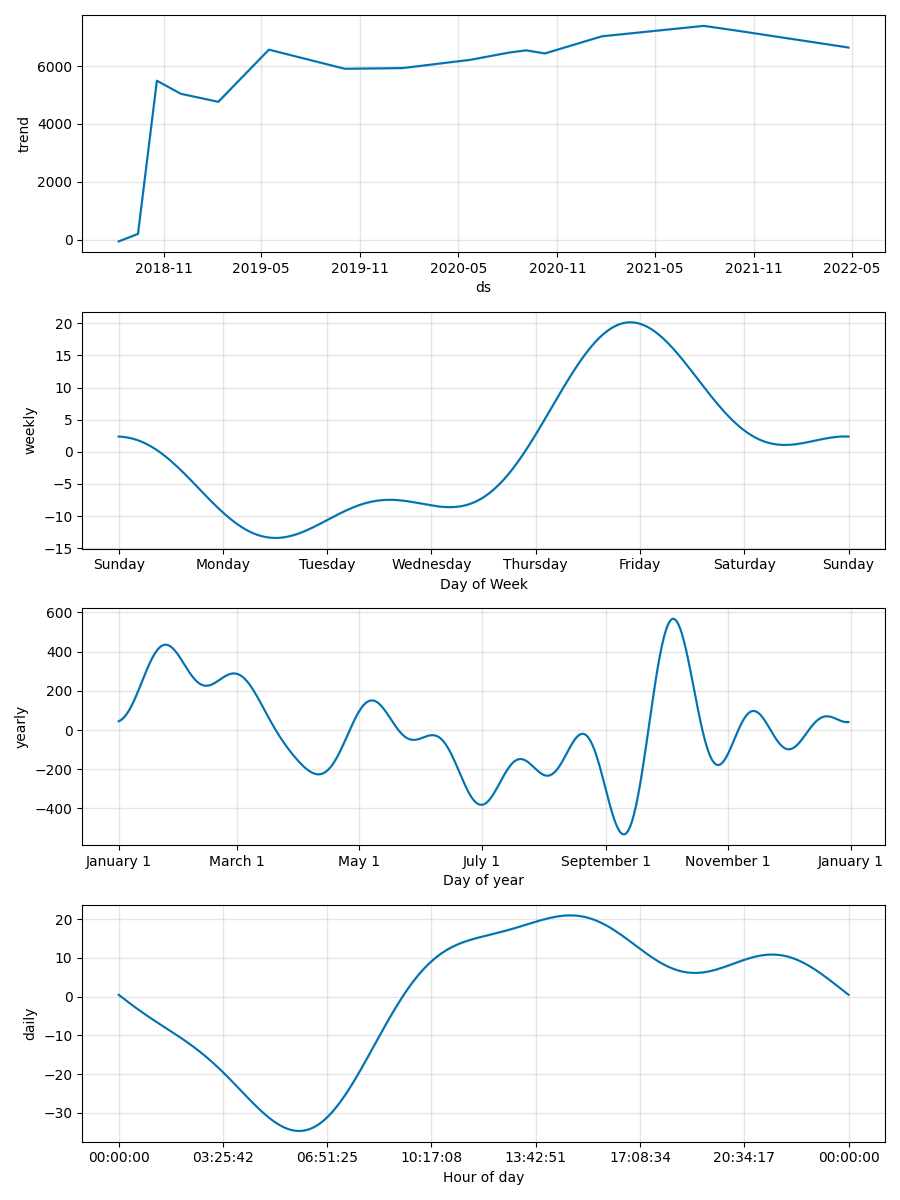 trend
6000
4000
2000
0
2018-11 2019-05 2019-11 2020-05 2020-11 2021-05 2021-11 2022-05
ds
weekly
20
15
10
5
0
−5
−10
−15
Sunday Monday Tuesday Wednesday Thursday Friday Saturday Sunday
Day of Week
yearly
600
400
200
0
−200
−400
January 1 March 1 May 1 July 1 September 1 November 1 January 1
Day of year
daily
20
10
0
−10
−20
−30
00:00:00 03:25:42 06:51:25 10:17:08 13:42:51 17:08:34 20:34:17 00:00:00
Hour of day